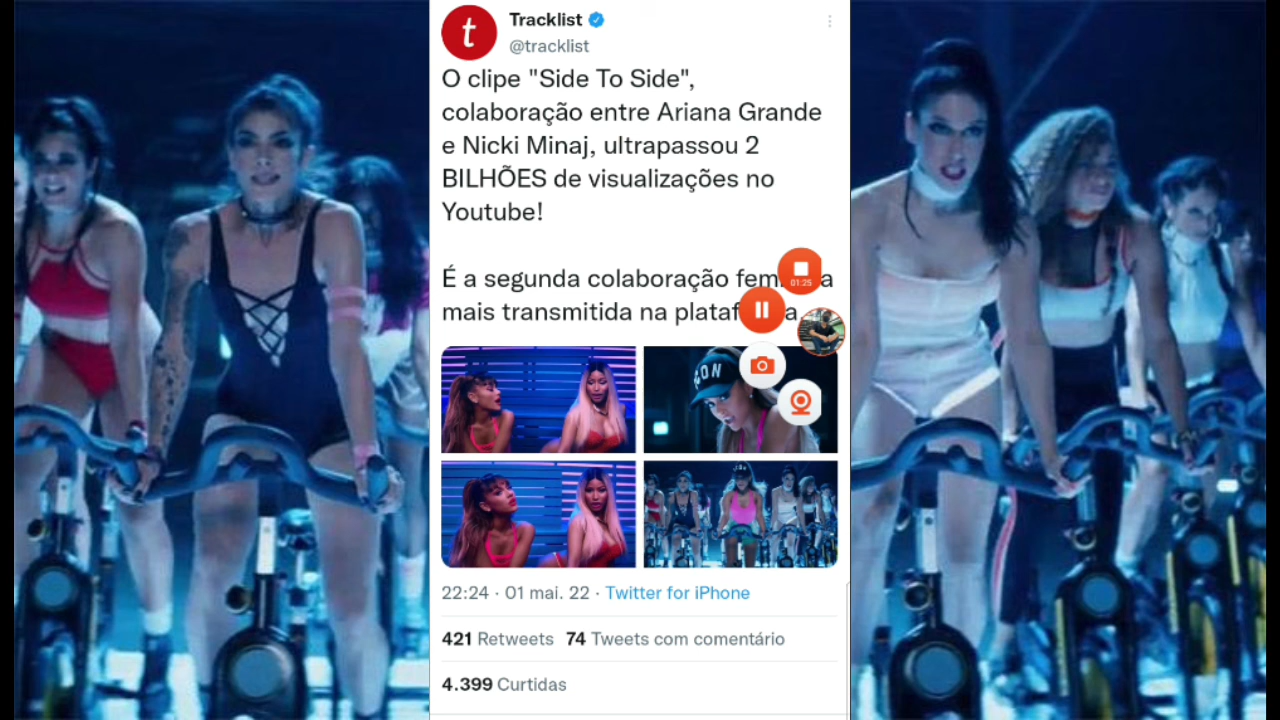 t
Tracklist
@tracklist
O clipe "Side To Side",
colaboração entre Ariana Grande
e Nicki Minaj, ultrapassou 2
BILHÕES de visualizações no
Youtube!
É a segunda colaboração
mais transmitida na
01:25
22:24 · 01 mai. 22 · Twitter for iPhone
421 Retweets 74 Tweets com comentário
4.399 Curtidas